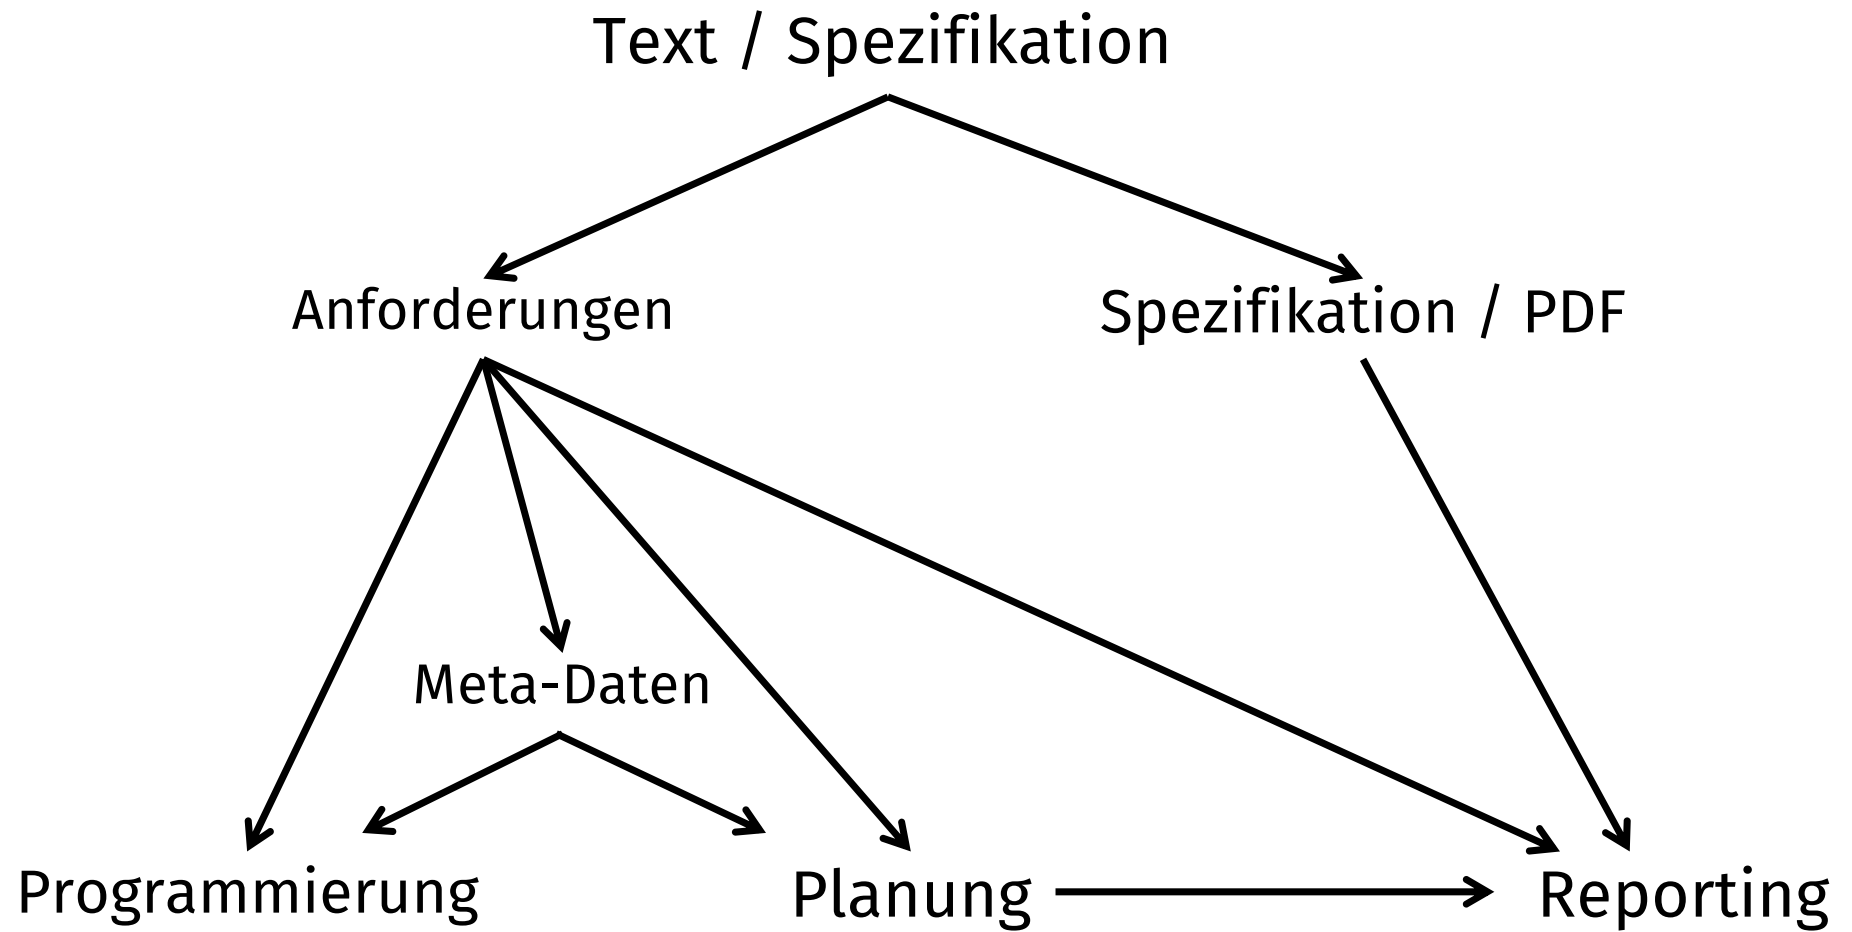 Text / Spezifikation
Anforderungen
Spezifikation / PDF
Meta-Daten
Programmierung
Planung
Reporting